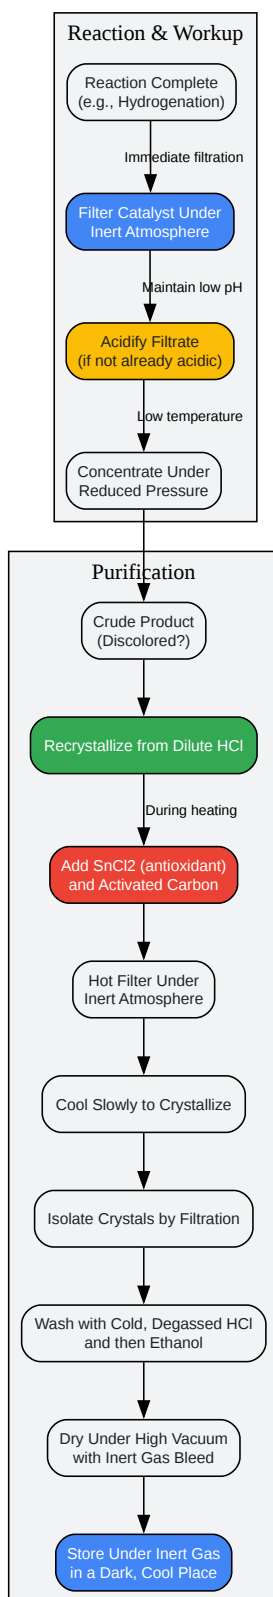 Reaction & Workup
Reaction Complete
(e.g., Hydrogenation)
Immediate filtration
Filter Catalyst Under
Inert Atmosphere
Maintain low pH
Acidify Filtrate
(if not already acidic)
Low temperature
Concentrate Under
Reduced Pressure
Purification
Crude Product
(Discolored?)
Recrystallize from Dilute HCl
During heating
Add SnCl2 (antioxidant)
and Activated Carbon
Hot Filter Under
Inert Atmosphere
Cool Slowly to Crystallize
Isolate Crystals by Filtration
Wash with Cold, Degassed HCl
and then Ethanol
Dry Under High Vacuum
with Inert Gas Bleed
Store Under Inert Gas
in a Dark, Cool Place